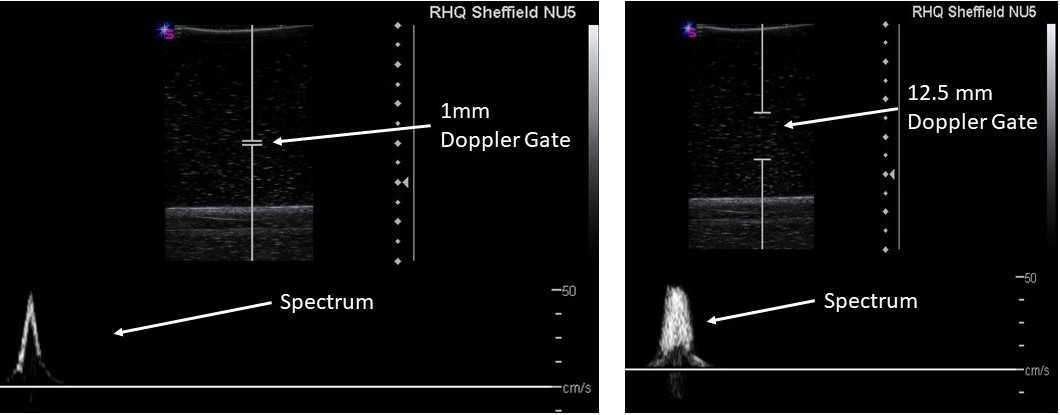 RHQ Sheffield NU5
S
1mm
Doppler Gate
50
Spectrum
cm/s
RHQ Sheffield NU5
S
12.5 mm
Doppler Gate
50
Spectrum
cm/s